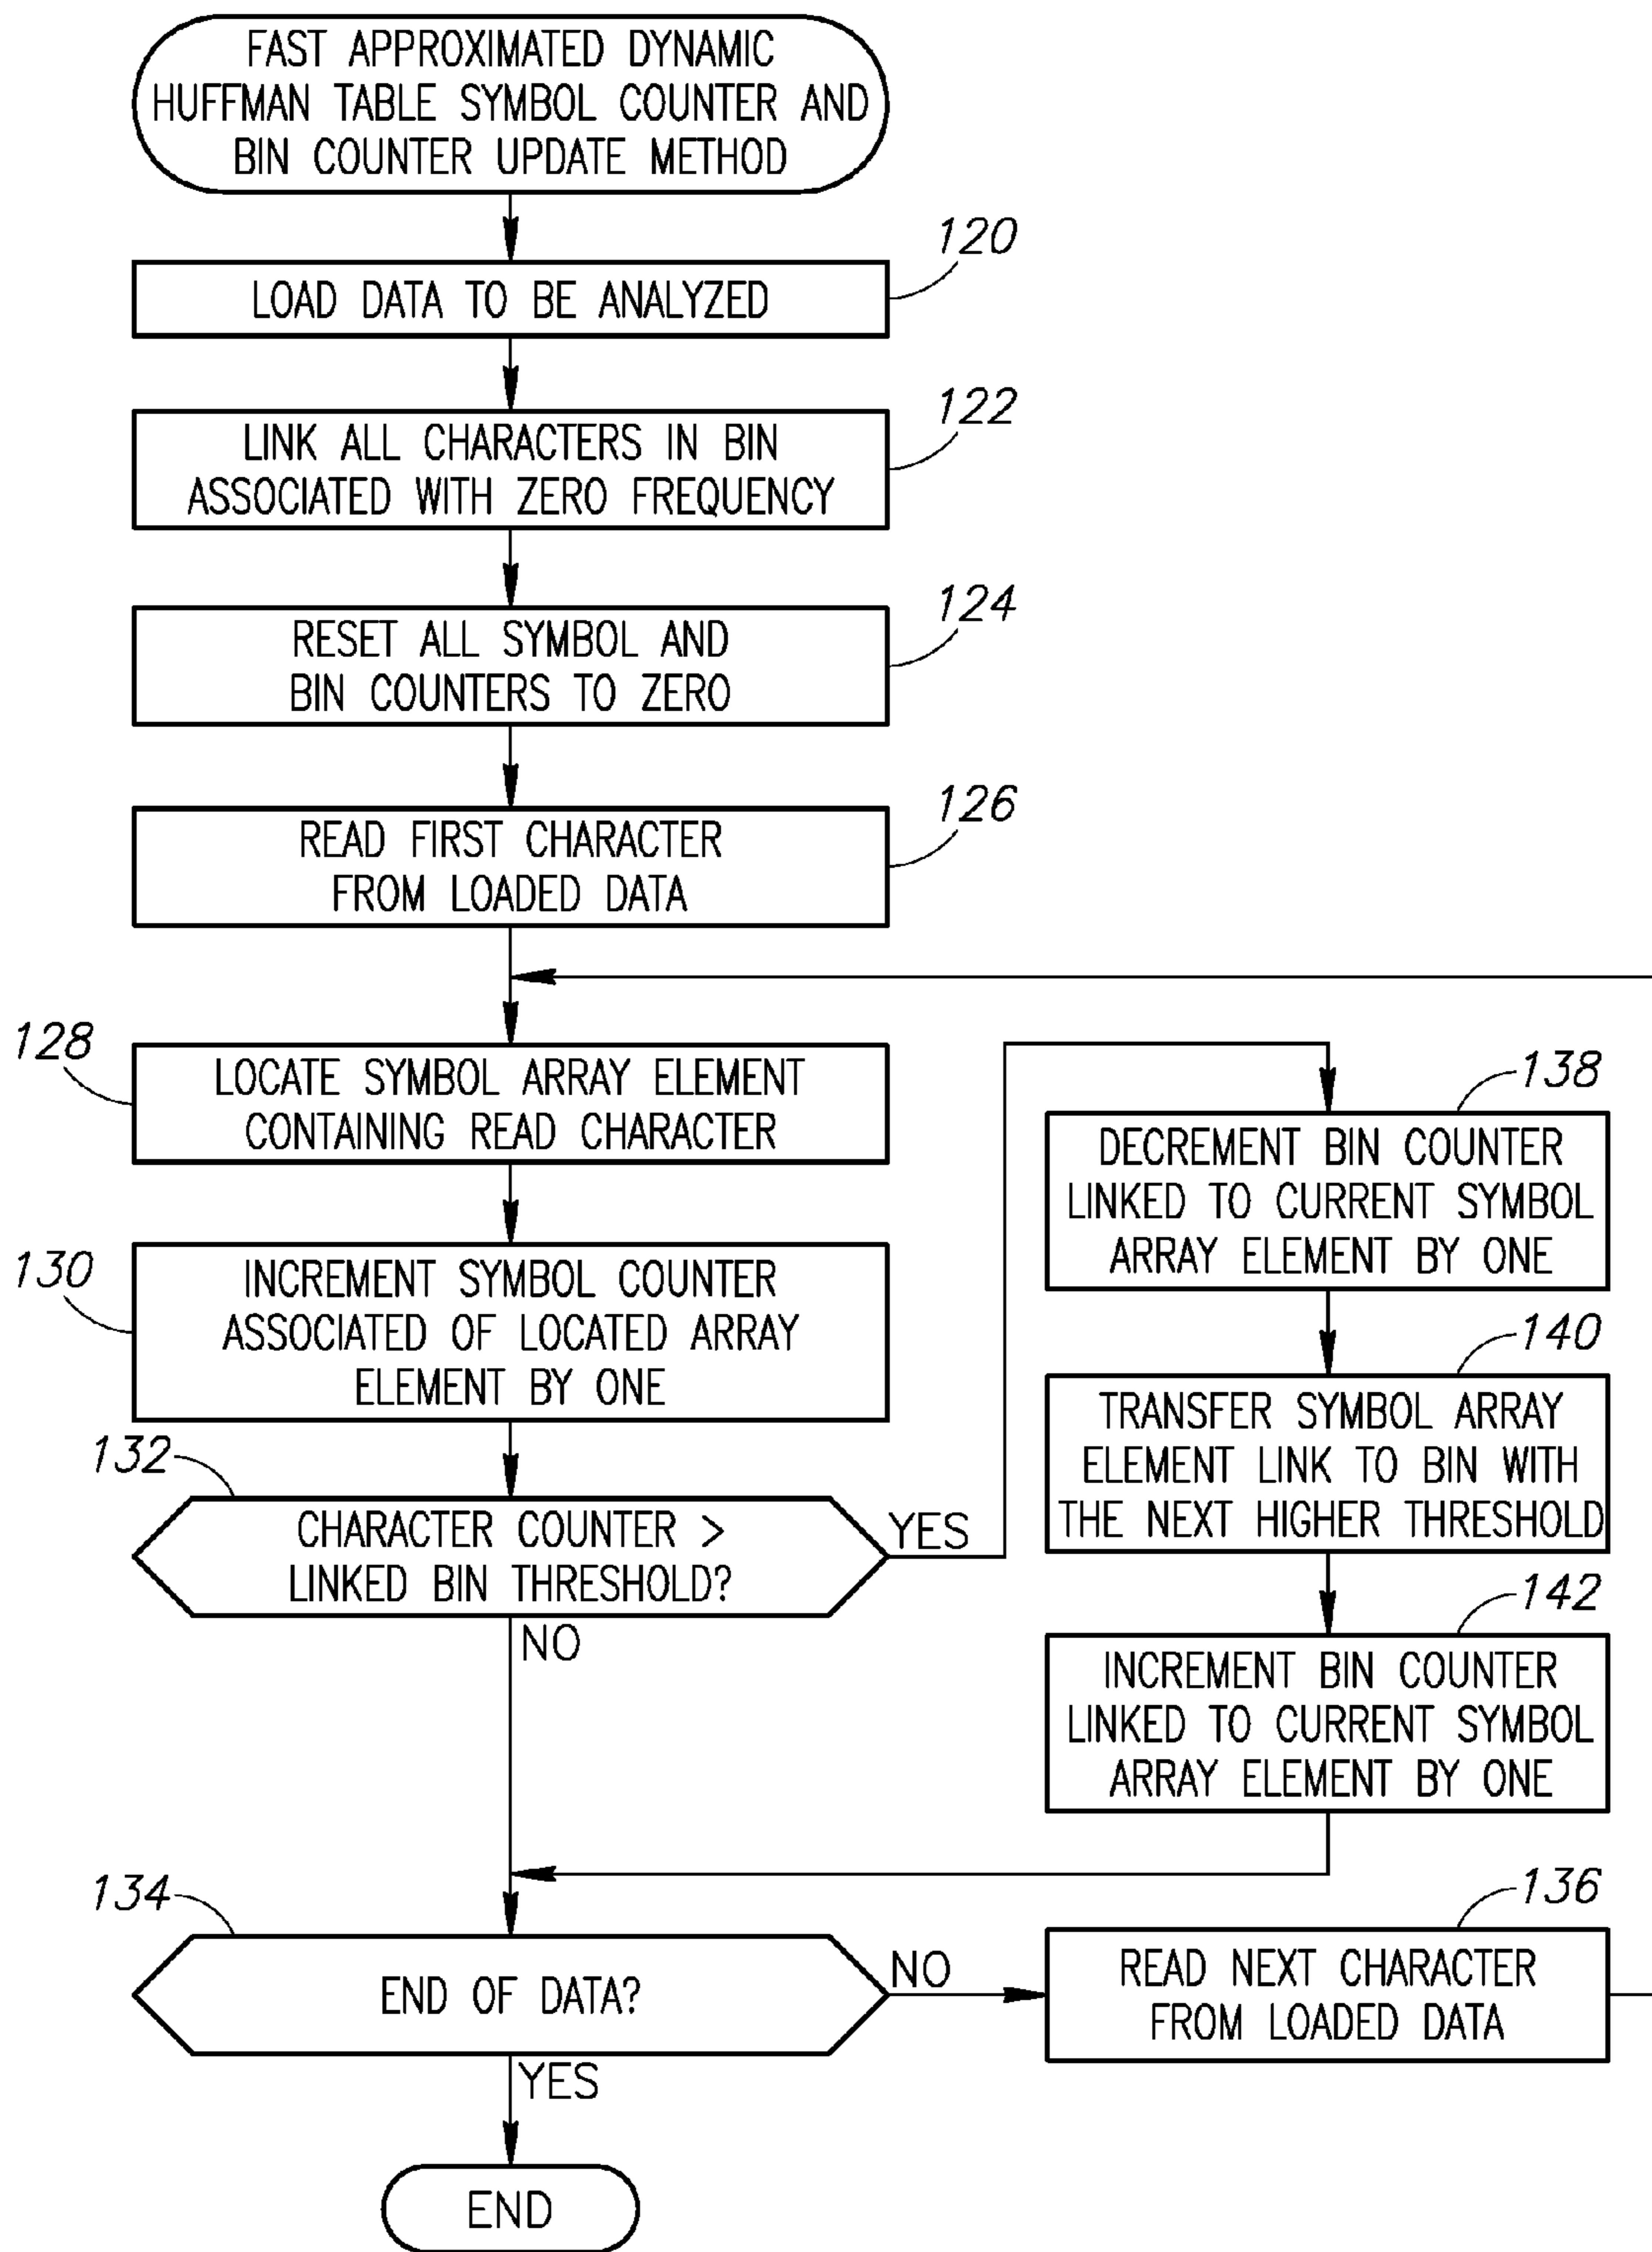 FAST APPROXIMATED DYNAMIC
HUFFMAN TABLE SYMBOL COUNTER AND
BIN COUNTER UPDATE METHOD
120
LOAD DATA TO BE ANALYZED
122
LINK ALL CHARACTERS IN BIN
ASSOCIATED WITH ZERO FREQUENCY
124
RESET ALL SYMBOL AND
BIN COUNTERS TO ZERO
126
READ FIRST CHARACTER
FROM LOADED DATA
128
LOCATE SYMBOL ARRAY ELEMENT
CONTAINING READ CHARACTER
130
INCREMENT SYMBOL COUNTER
ASSOCIATED OF LOCATED ARRAY
ELEMENT BY ONE
132
CHARACTER COUNTER >
LINKED BIN THRESHOLD?
YES
NO
138
DECREMENT BIN COUNTER
LINKED TO CURRENT SYMBOL
ARRAY ELEMENT BY ONE
140
TRANSFER SYMBOL ARRAY
ELEMENT LINK TO BIN WITH
THE NEXT HIGHER THRESHOLD
142
INCREMENT BIN COUNTER
LINKED TO CURRENT SYMBOL
ARRAY ELEMENT BY ONE
134
END OF DATA?
NO
136
READ NEXT CHARACTER
FROM LOADED DATA
YES
END